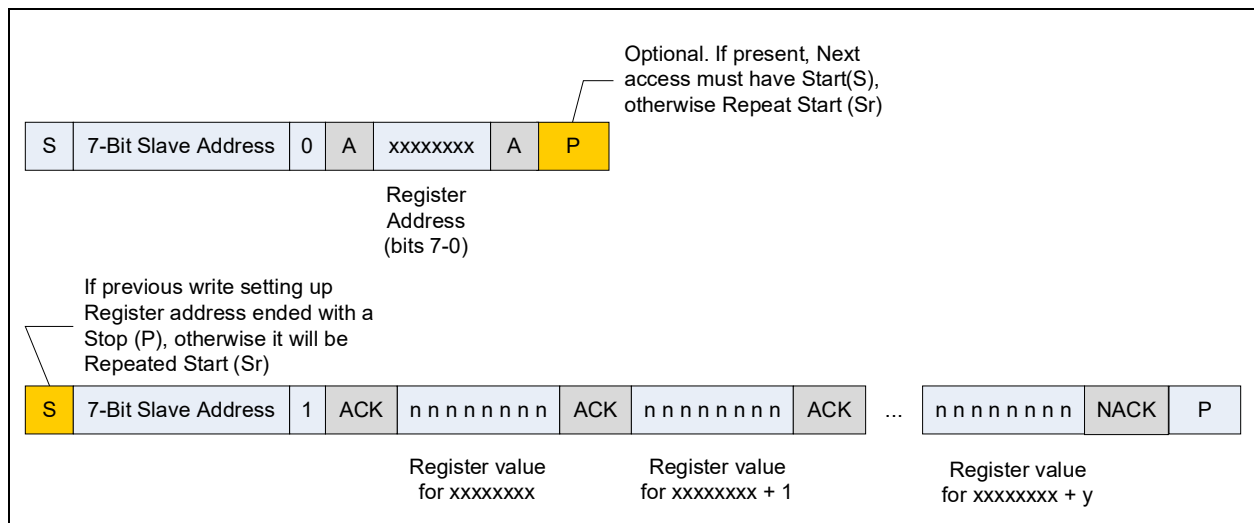 Optional. If present, Next
access must have Start(S),
otherwise Repeat Start (Sr)
S 7-Bit Slave Address 0 A xxxxxxxx A P
Register
Address
(bits 7-0)
If previous write setting up
Register address ended with a
Stop (P), otherwise it will be
Repeated Start (Sr)
S 7-Bit Slave Address 1 ACK n n n n n n n n ACK n n n n n n n n ACK ... n n n n n n n n NACK P
Register value
for xxxxxxxx
Register value
for xxxxxxxx + 1
Register value
for xxxxxxxx + y